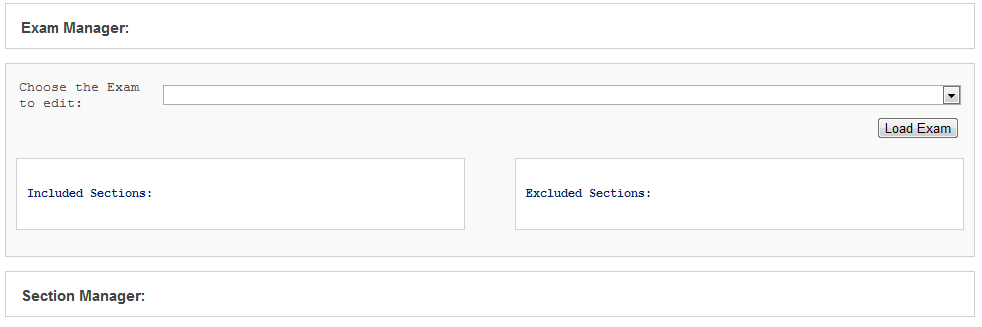 Exam Manager:
Choose the Exam
to edit:
Load Exam
Included Sections:
Excluded Sections:
Section Manager: